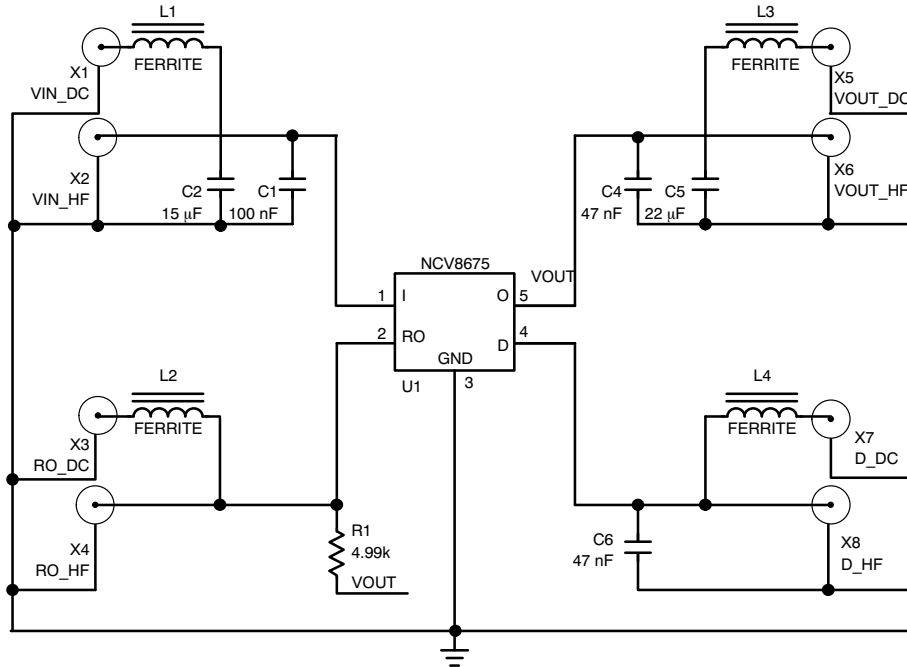 L1
FERRITE
X1
VIN_DC
X2
VIN_HF
C2
15 μF
C1
100 nF
L3
FERRITE
X5
VOUT_DC
X6
VOUT_HF
C4
47 nF
C5
22 μF
NCV8675
VOUT
1
I
O
5
2
RO
D
4
GND
U1
3
L2
FERRITE
X3
RO_DC
X4
RO_HF
R1
4.99k
VOUT
L4
FERRITE
X7
D_DC
C6
47 nF
X8
D_HF